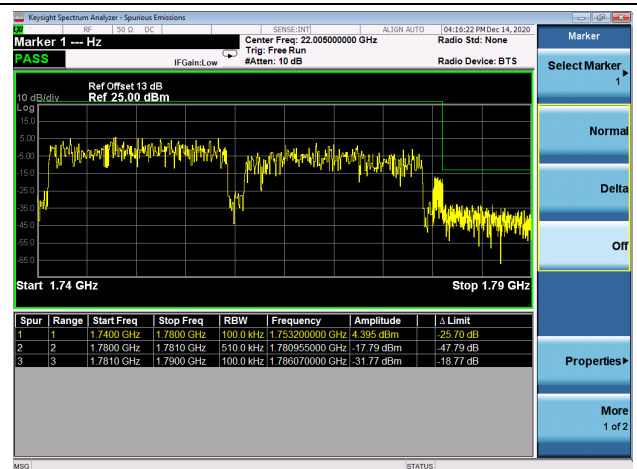 Keysight Spectrum Analyzer - Spurious Emissions
RF 50 Ω DC SENSE:INT ALIGN AUTO 04:16:22 PM Dec 14, 2020
Marker 1 --- Hz
Center Freq: 22.005000000 GHz
Radio Std: None
Trig: Free Run
PASS
IFGain:Low
#Atten: 10 dB
Radio Device: BTS
Ref Offset 13 dB
10 dB/div Ref 25.00 dBm
Log
15.0
5.00
-5.00
-15.0
-25.0
-35.0
-45.0
-55.0
-65.0
Start 1.74 GHz Stop 1.79 GHz
Spur Range Start Freq Stop Freq RBW Frequency Amplitude Δ Limit
1 1 1.7400 GHz 1.7800 GHz 100.0 kHz 1.753200000 GHz 4.395 dBm -25.70 dB
2 2 1.7800 GHz 1.7810 GHz 510.0 kHz 1.780955000 GHz -17.79 dBm -47.79 dB
3 3 1.7810 GHz 1.7900 GHz 100.0 kHz 1.786070000 GHz -31.77 dBm -18.77 dB
MSG STATUS
Marker
Select Marker
1
Normal
Delta
Off
Properties
More
1 of 2